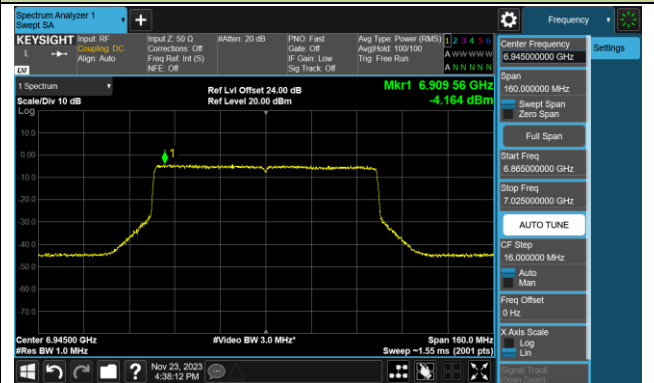 Spectrum Analyzer 1
Swept SA
Frequency
KEYSIGHT
L
Input: RF
Coupling: DC
Align: Auto
Input Z: 50 Ω
Corrections: Off
Freq Ref: Int (S)
NFE: Off
#Atten: 20 dB
PNO: Fast
Gate: Off
IF Gain: Low
Sig Track: Off
Avg Type: Power (RMS)
Avg|Hold: 100/100
Trig: Free Run
1 2 3 4 5 6
A W W W W W
A N N N N N
1 Spectrum
Scale/Div 10 dB
Ref Lvl Offset 24.00 dB
Ref Level 20.00 dBm
Mkr1 6.909 56 GHz
-4.164 dBm
Log
10.0
0.00
-10.0
-20.0
-30.0
-40.0
-50.0
-60.0
-70.0
1
Center 6.94500 GHz
#Res BW 1.0 MHz
#Video BW 3.0 MHz*
Span 160.0 MHz
Sweep ~1.55 ms (2001 pts)
Center Frequency
6.945000000 GHz
Settings
Span
160.000000 MHz
Swept Span
Zero Span
Full Span
Start Freq
6.865000000 GHz
Stop Freq
7.025000000 GHz
AUTO TUNE
CF Step
16.000000 MHz
Auto
Man
Freq Offset
0 Hz
X Axis Scale
Log
Lin
Signal Track
(Span Zoom)
?
Nov 23, 2023
4:38:12 PM